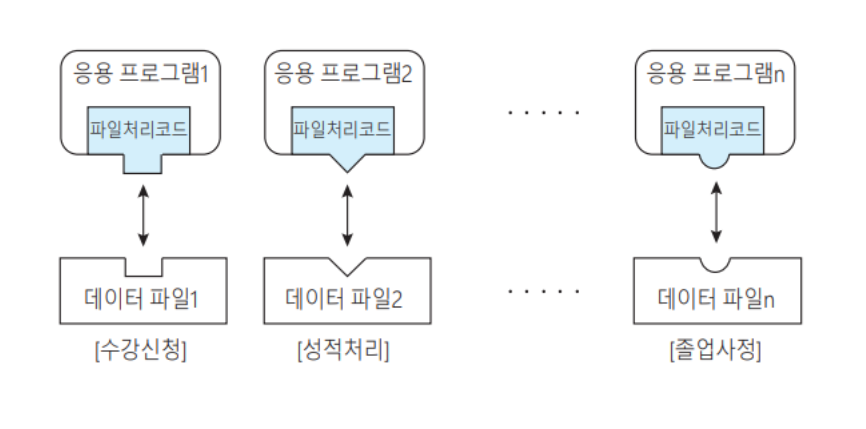 응용 프로그램1 응용 프로그램2 ..... 응용 프로그램n
파일처리코드 파일처리코드 파일처리코드
데이터 파일1 데이터 파일2 ..... 데이터 파일n
[수강신청] [성적처리] [졸업사정]